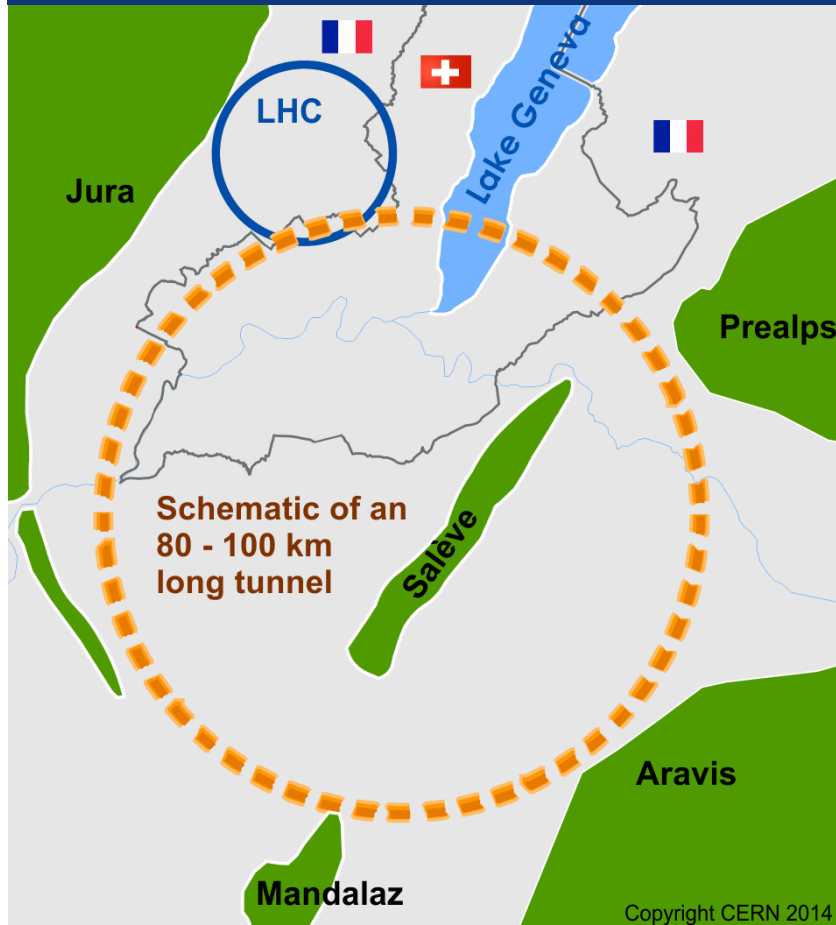 LHC
Lake Geneva
Jura
Prealps
Schematic of an
80 - 100 km
long tunnel
Salève
Aravis
Mandalaz
Copyright CERN 2014